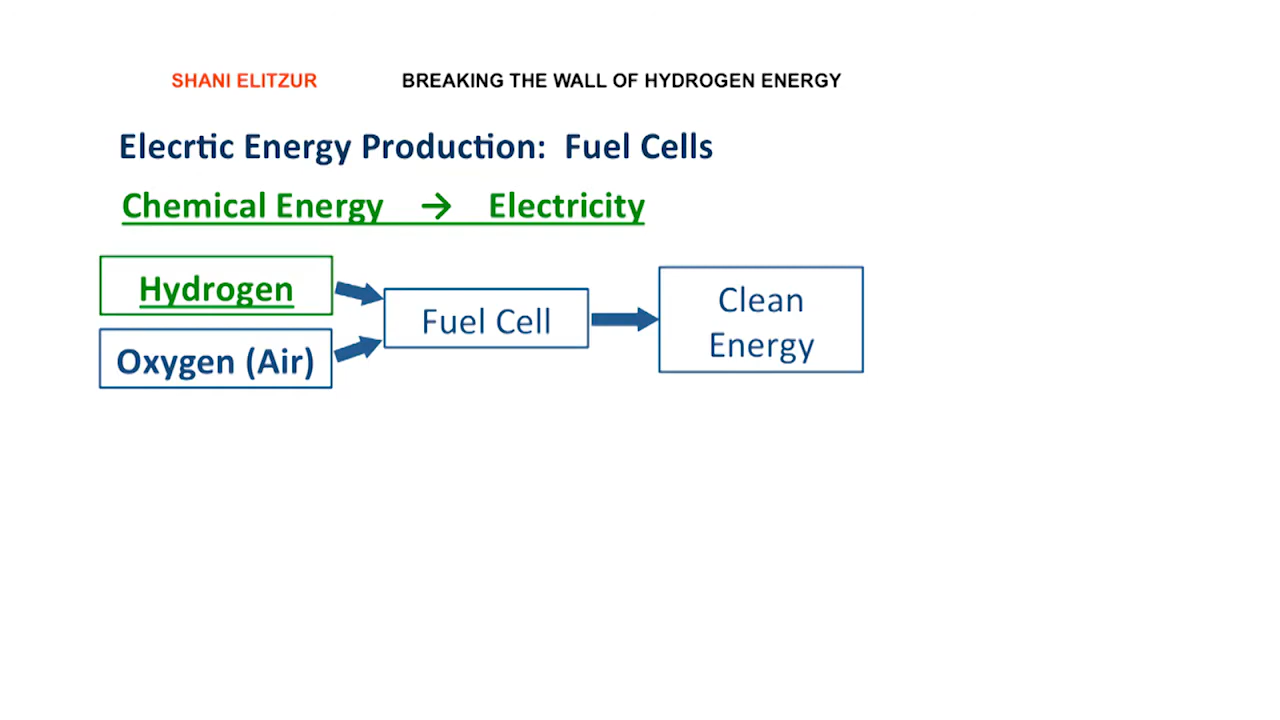 SHANI ELITZUR BREAKING THE WALL OF HYDROGEN ENERGY
Elecrtic Energy Production: Fuel Cells
Chemical Energy → Electricity
Hydrogen
Oxygen (Air)
Fuel Cell
Clean
Energy